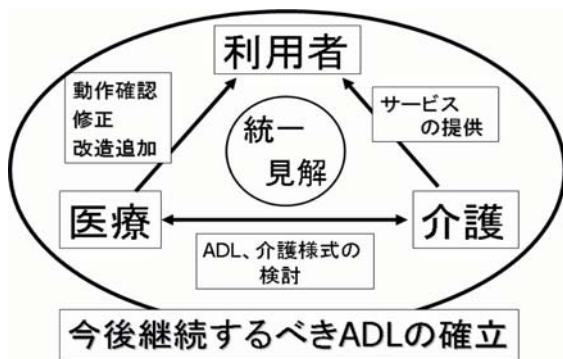 利用者
動作確認
修正
改造追加
サービス
の提供
統一
見解
医療
介護
ADL、介護様式の
検討
今後継続するべきADLの確立